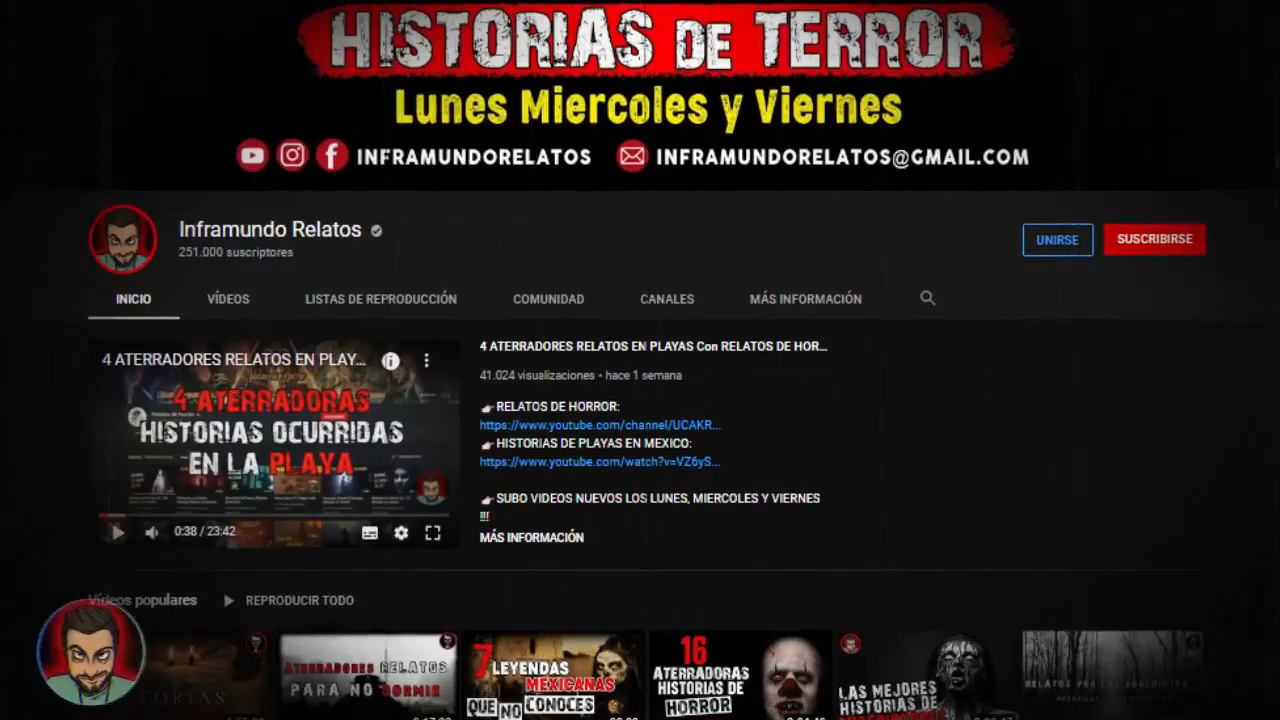 HISTORIAS DE TERROR
Lunes Miercoles y Viernes
INFRAMUNDORELATOS INFRAMUNDORELATOS@GMAIL.COM
Inframundo Relatos
251.000 suscriptores
UNIRSE SUSCRIBIRSE
INICIO VÍDEOS LISTAS DE REPRODUCCIÓN COMUNIDAD CANALES MÁS INFORMACIÓN
4 ATERRADORES RELATOS EN PLAY...
4 ATERRADORAS
HISTORIAS OCURRIDAS
EN LA PLAYA
0:38 / 23:42
4 ATERRADORES RELATOS EN PLAYAS Con RELATOS DE HOR...
41.024 visualizaciones • hace 1 semana
RELATOS DE HORROR:
https://www.youtube.com/channel/UCAKR...
HISTORIAS DE PLAYAS EN MEXICO:
https://www.youtube.com/watch?v=VZ6yS...
SUBO VIDEOS NUEVOS LOS LUNES, MIERCOLES Y VIERNES
!!!
MÁS INFORMACIÓN
Vídeos populares REPRODUCIR TODO
ATERRADORES RELATOS
PARA NO DORMIR
7 LEYENDAS
MEXICANAS
QUE NO CONOCES
16
ATERRADORAS
HISTORIAS DE
HORROR
LAS MEJORES
HISTORIAS DE